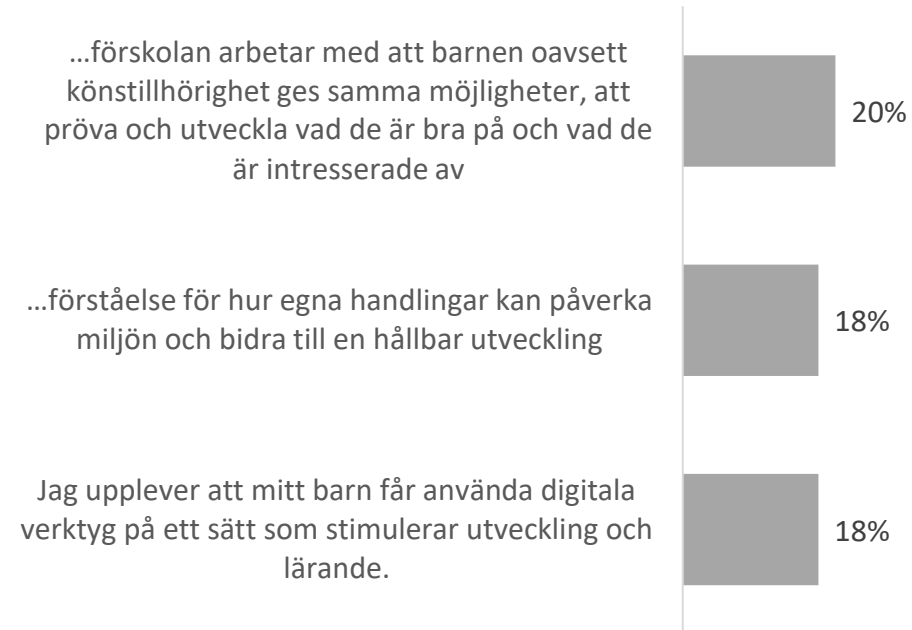 ...förskolan arbetar med att barnen oavsett
könstillhörighet ges samma möjligheter, att
pröva och utveckla vad de är bra på och vad de
är intresserade av
20%
...förståelse för hur egna handlingar kan påverka
miljön och bidra till en hållbar utveckling
18%
Jag upplever att mitt barn får använda digitala
verktyg på ett sätt som stimulerar utveckling och
lärande.
18%